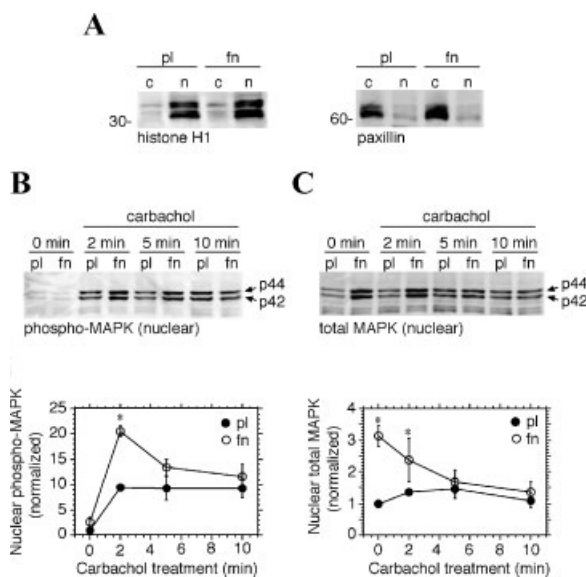 A
pl fn pl fn
c n c n c n c n
30- 60-
histone H1 paxillin
B C
carbachol carbachol
0 min 2 min 5 min 10 min 0 min 2 min 5 min 10 min
pl fn pl fn pl fn pl fn pl fn pl fn pl fn pl fn
p44 p44
p42 p42
phospho-MAPK (nuclear) total MAPK (nuclear)
Nuclear phospho-MAPK
(normalized)
25
20
15
10
5
0
*
pl
fn
0 2 4 6 8 10
Carbachol treatment (min)
Nuclear total MAPK
(normalized)
4
3
2
1
0
* *
pl
fn
0 2 4 6 8 10
Carbachol treatment (min)